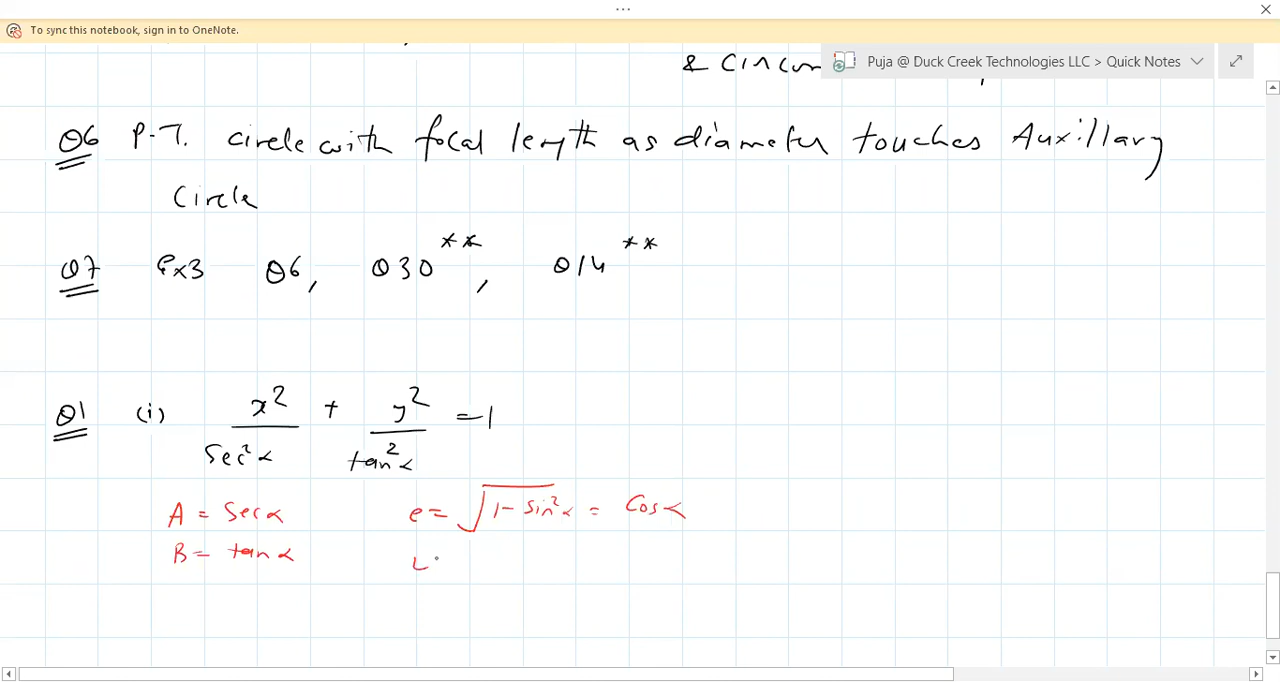 To sync this notebook, sign in to OneNote.
Puja @ Duck Creek Technologies LLC > Quick Notes
&
Q6 P.T. circle with focal length as diameter touches Auxillary
Circle
Q7 Ex3 Q6, Q30**, Q14**
Q1 (i) x²/sec²α + y²/tan²α = 1
A = Secα e = √(1 - sin²α) = Cosα
B = tanα L